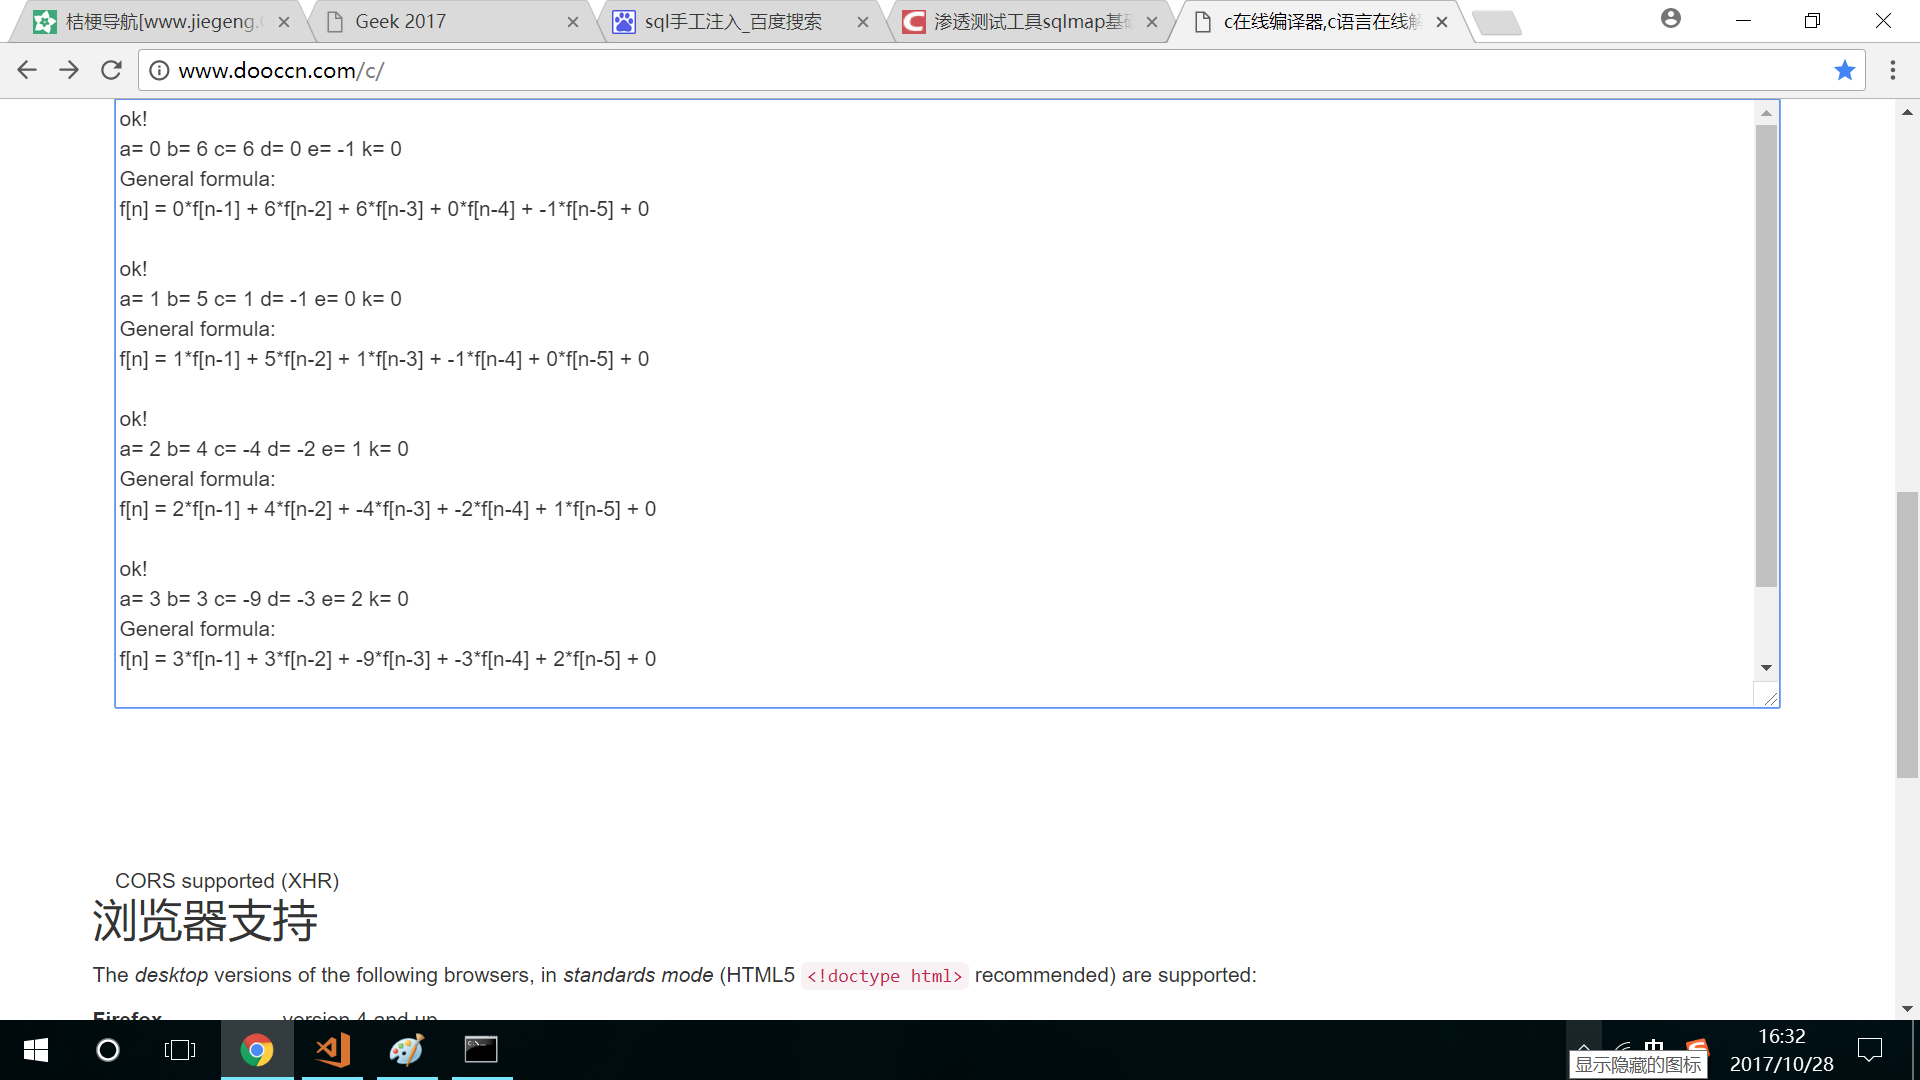 桔梗导航[www.jiegeng.
Geek 2017
sql手工注入_百度搜索
渗透测试工具sqlmap基础
c在线编译器,c语言在线解
www.dooccn.com/c/
ok!
a= 0 b= 6 c= 6 d= 0 e= -1 k= 0
General formula:
f[n] = 0*f[n-1] + 6*f[n-2] + 6*f[n-3] + 0*f[n-4] + -1*f[n-5] + 0
ok!
a= 1 b= 5 c= 1 d= -1 e= 0 k= 0
General formula:
f[n] = 1*f[n-1] + 5*f[n-2] + 1*f[n-3] + -1*f[n-4] + 0*f[n-5] + 0
ok!
a= 2 b= 4 c= -4 d= -2 e= 1 k= 0
General formula:
f[n] = 2*f[n-1] + 4*f[n-2] + -4*f[n-3] + -2*f[n-4] + 1*f[n-5] + 0
ok!
a= 3 b= 3 c= -9 d= -3 e= 2 k= 0
General formula:
f[n] = 3*f[n-1] + 3*f[n-2] + -9*f[n-3] + -3*f[n-4] + 2*f[n-5] + 0
CORS supported (XHR)
浏览器支持
The desktop versions of the following browsers, in standards mode (HTML5 <!doctype html> recommended) are supported:
Firefox version 4 and up
中
16:32
显示隐藏的图标
2017/10/28